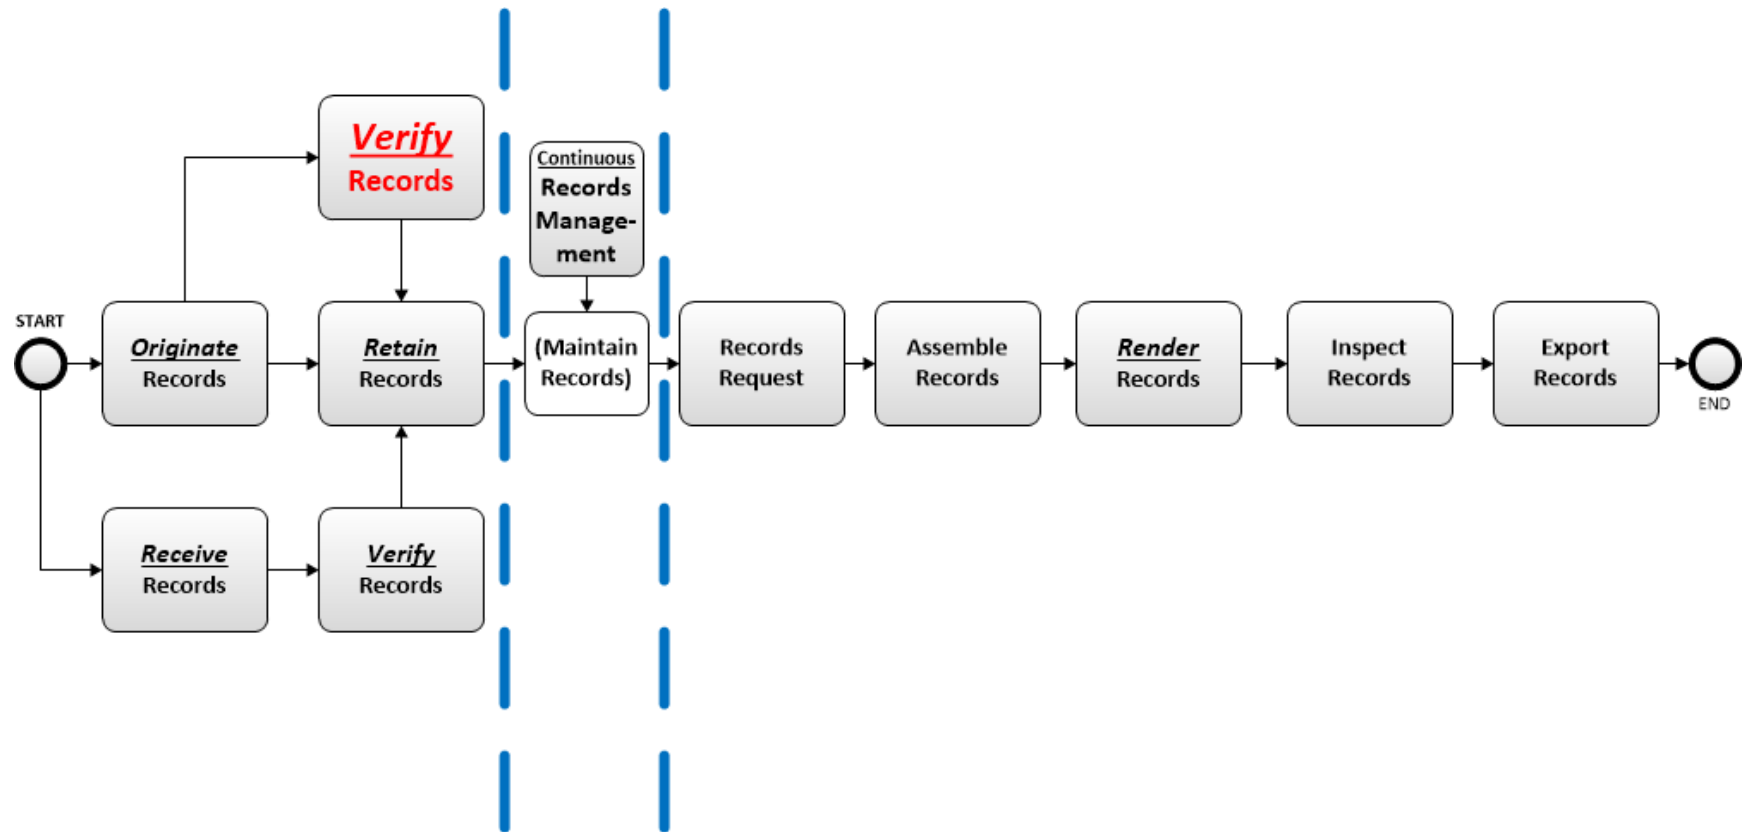 Verify
Records
Continuous
Records
Manage-
ment
START
Originate
Records
Retain
Records
(Maintain
Records)
Records
Request
Assemble
Records
Render
Records
Inspect
Records
Export
Records
END
Receive
Records
Verify
Records